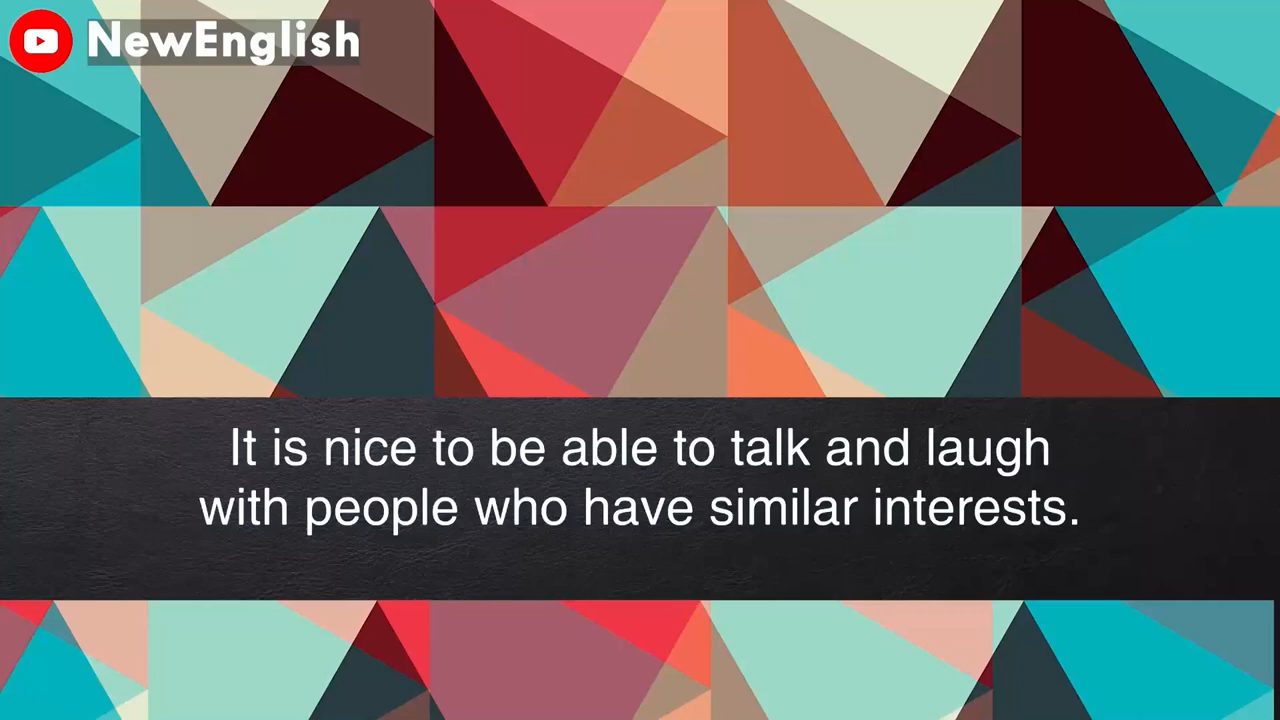 NewEnglish
It is nice to be able to talk and laugh
with people who have similar interests.